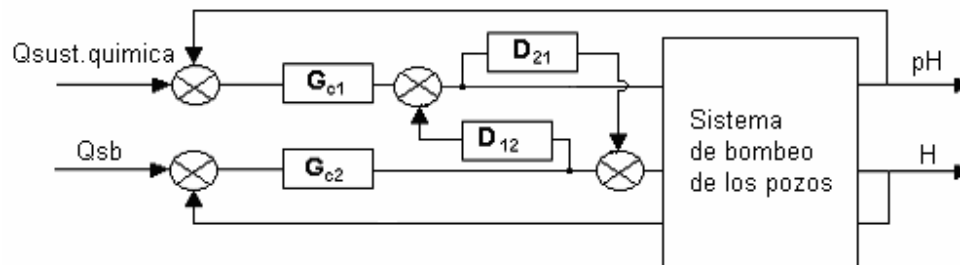 Qsust.quimica
D21
Gc1
pH
Sistema
de bombeo
de los pozos
D12
Qsb
Gc2
H